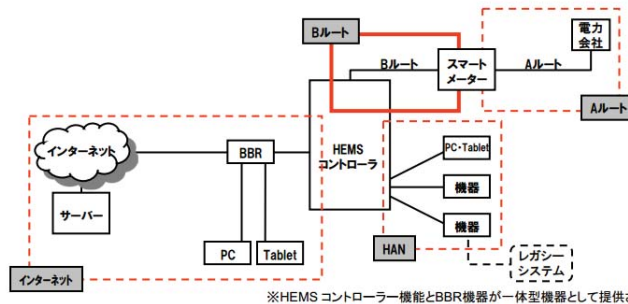 Bルート
電力
会社
Bルート
スマート
メーター
Aルート
Aルート
インターネット
BBR
HEMS
コントローラ
PC・Tablet
機器
サーバー
機器
PC
Tablet
HAN
レガシー
システム
インターネット
※HEMS コントローラー機能とBBR機器が一体型機器として提供さ